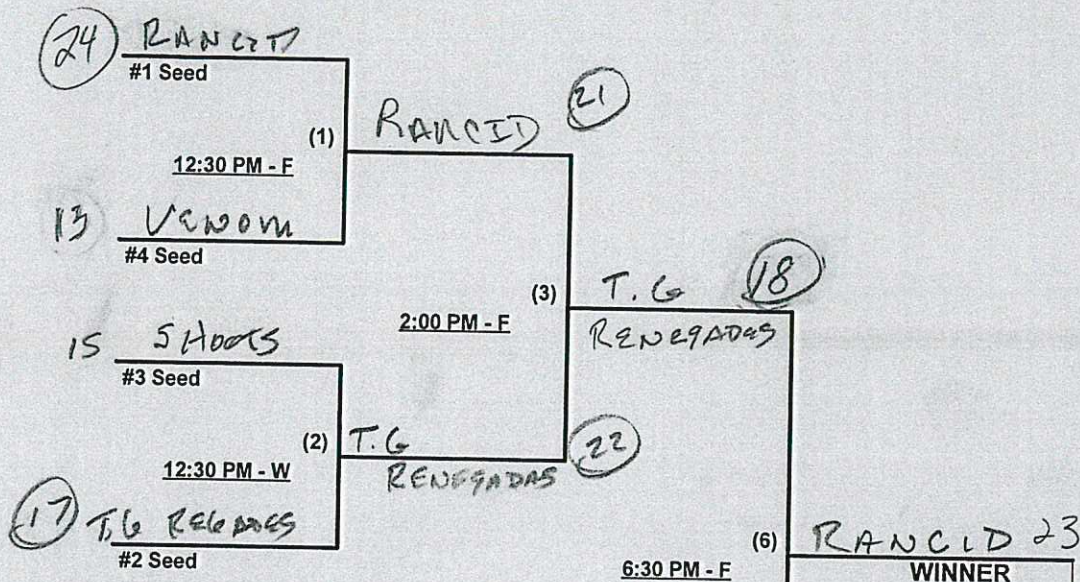 24 RANCID
#1 Seed
(1)
12:30 PM - F
RANCID 21
13 VENOM
#4 Seed
(3)
2:00 PM - F
T.G 18
RENEGADES
15 SHOOTS
#3 Seed
(2)
12:30 PM - W
T.G 22
RENEGADAS
17 T.G REGADES
#2 Seed
(6)
6:30 PM - F
RANCID 23
WINNER